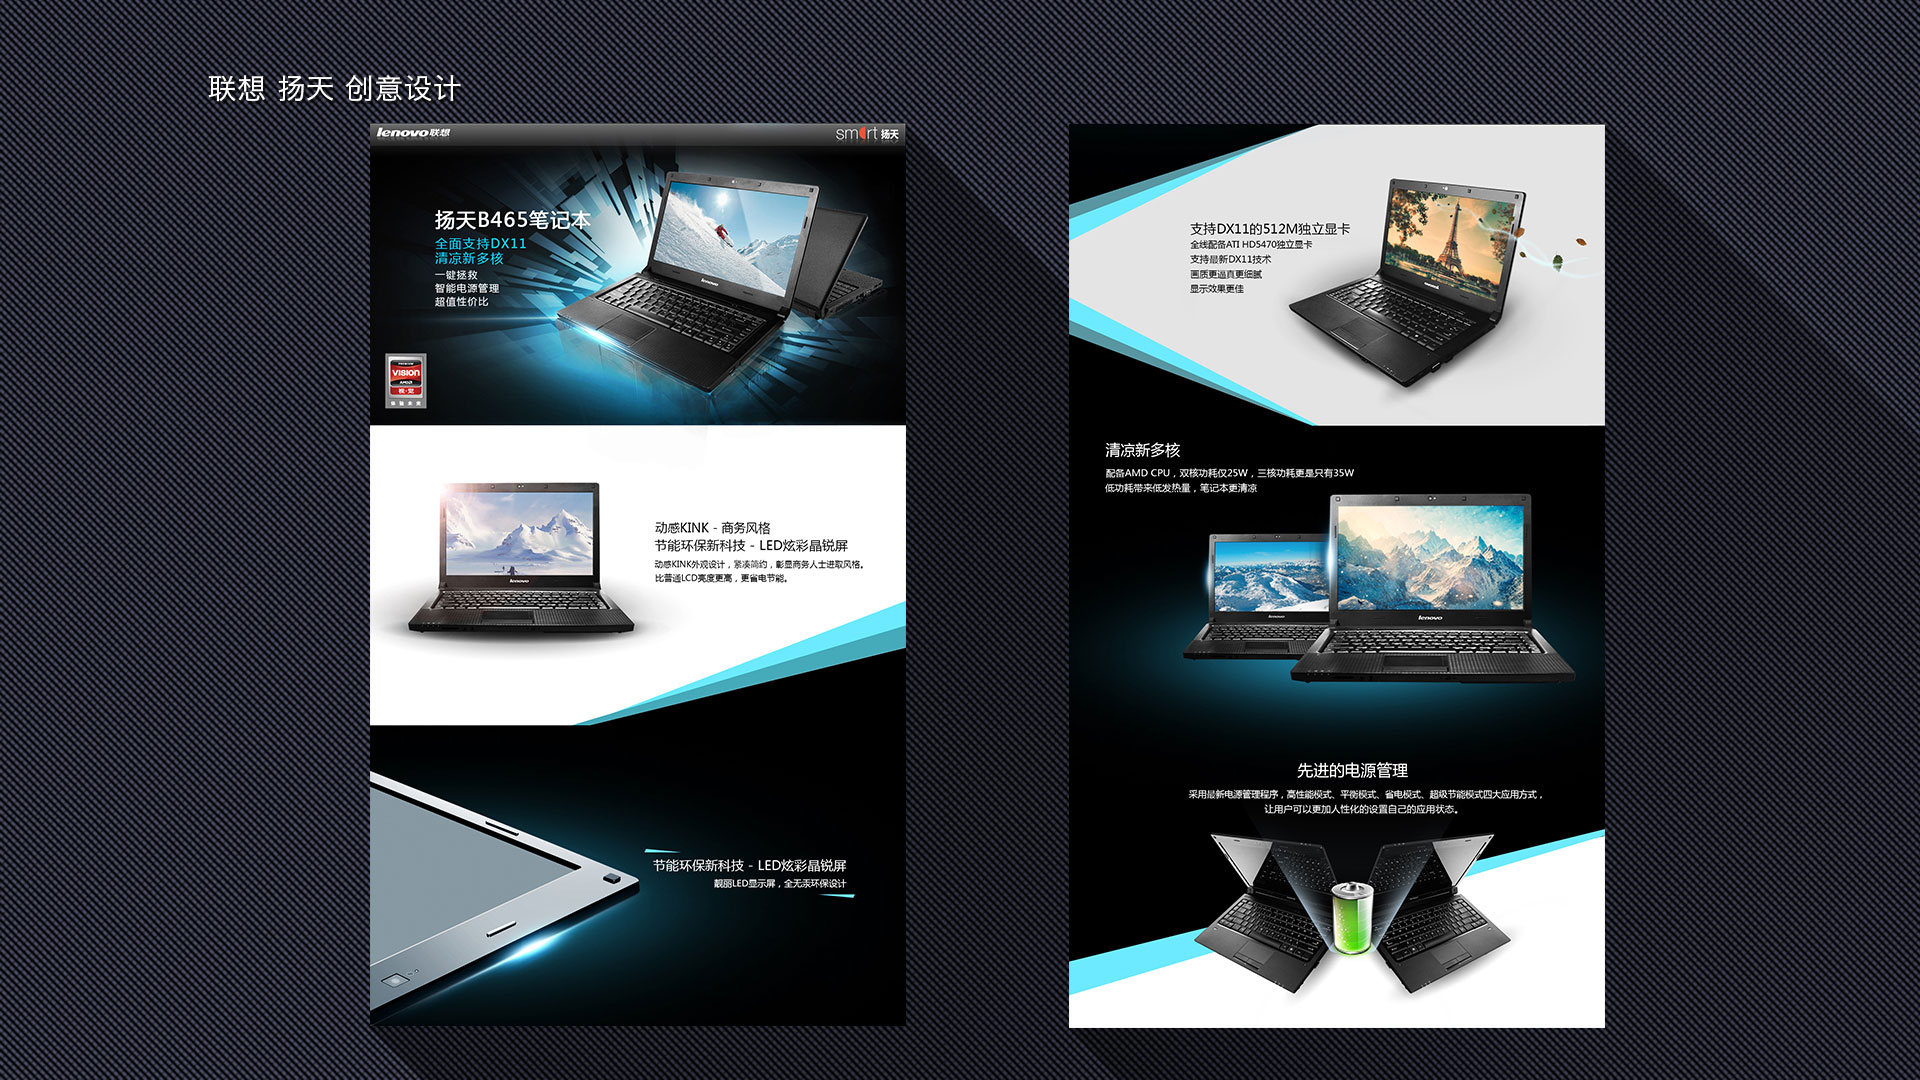 联想 扬天 创意设计
lenovo联想
smart扬天
扬天B465笔记本
全面支持DX11
清凉新多核
一键拯救
智能电源管理
超值性价比
VISION
AMD
视·觉
lenovo
动感KINK - 商务风格
节能环保新科技 - LED炫彩晶锐屏
动感KINK外观设计，紧凑简约，彰显商务人士进取风格。
比普通LCD亮度更高，更省电节能。
lenovo
节能环保新科技 - LED炫彩晶锐屏
靓丽LED显示屏，全无汞环保设计
支持DX11的512M独立显卡
全线配备ATI HD5470独立显卡
支持最新DX11技术
画质更逼真更细腻
显示效果更佳
清凉新多核
配备AMD CPU，双核功耗仅25W，三核功耗更是只有35W
低功耗带来低发热量，笔记本更清凉
lenovo
lenovo
先进的电源管理
采用最新电源管理程序，高性能模式、平衡模式、省电模式、超级节能模式四大应用方式，
让用户可以更加人性化的设置自己的应用状态。